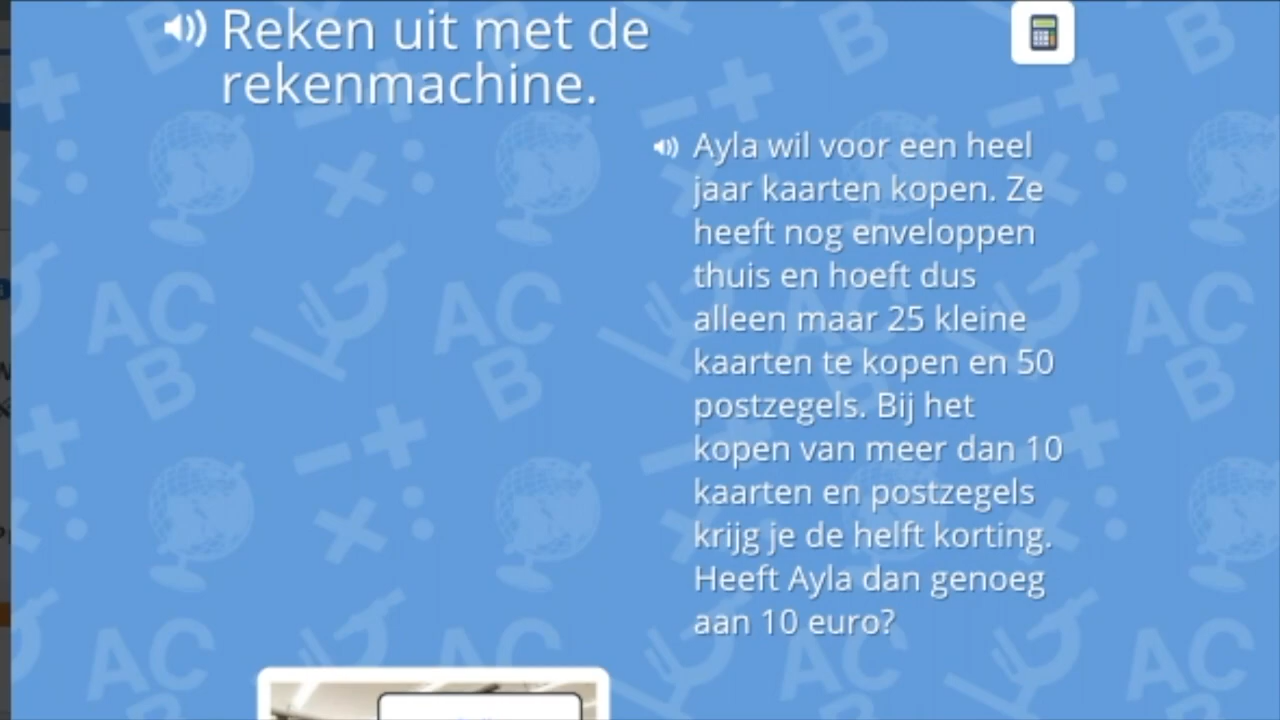 Reken uit met de
rekenmachine.
Ayla wil voor een heel
jaar kaarten kopen. Ze
heeft nog enveloppen
thuis en hoeft dus
alleen maar 25 kleine
kaarten te kopen en 50
postzegels. Bij het
kopen van meer dan 10
kaarten en postzegels
krijg je de helft korting.
Heeft Ayla dan genoeg
aan 10 euro?